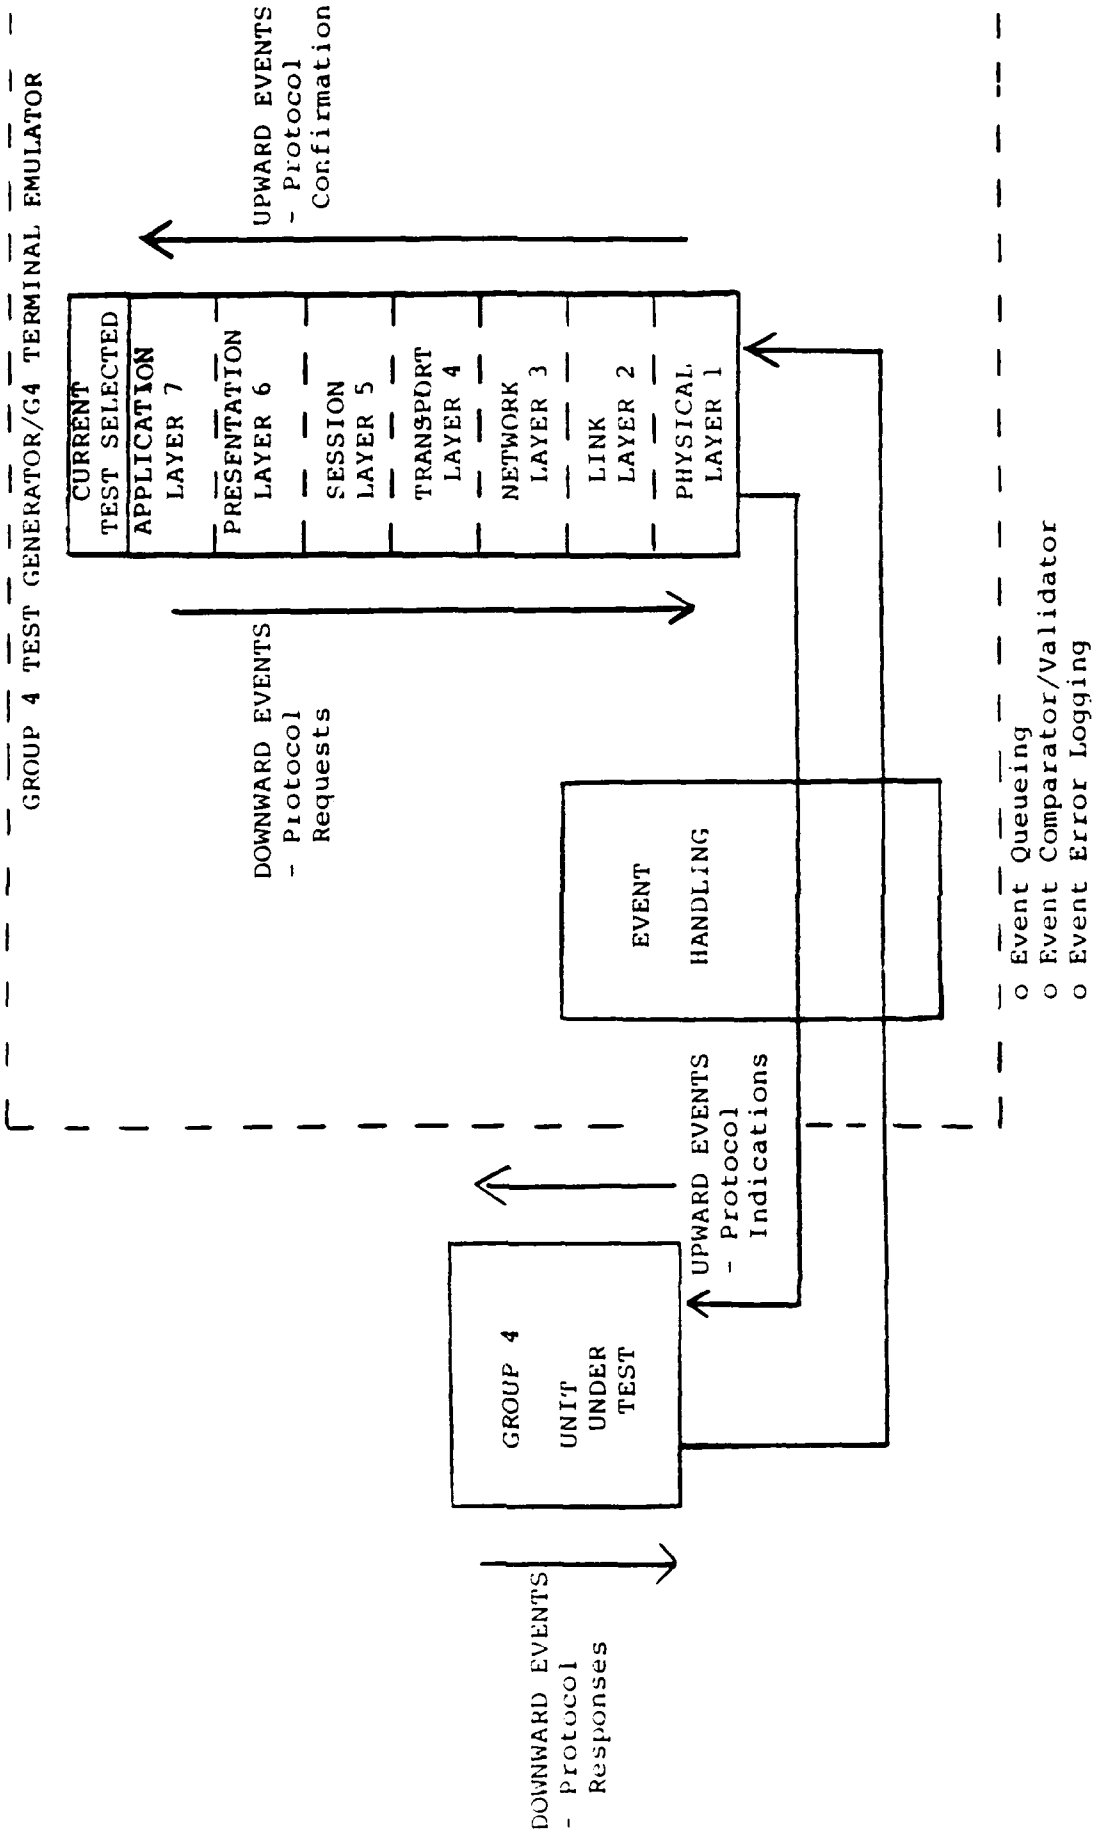 GROUP 4 TEST GENERATOR/G4 TERMINAL EMULATOR
CURRENT
TEST SELECTED
APPLICATION
LAYER 7
PRESENTATION
LAYER 6
SESSION
LAYER 5
TRANSPORT
LAYER 4
NETWORK
LAYER 3
LINK
LAYER 2
PHYSICAL
LAYER 1
UPWARD EVENTS
- Protocol
Confirmation
DOWNWARD EVENTS
- Protocol
Requests
EVENT
HANDLING
UPWARD EVENTS
- Protocol
Indications
GROUP 4
UNIT
UNDER
TEST
DOWNWARD EVENTS
- Protocol
Responses
o Event Queueing
o Event Comparator/Validator
o Event Error Logging